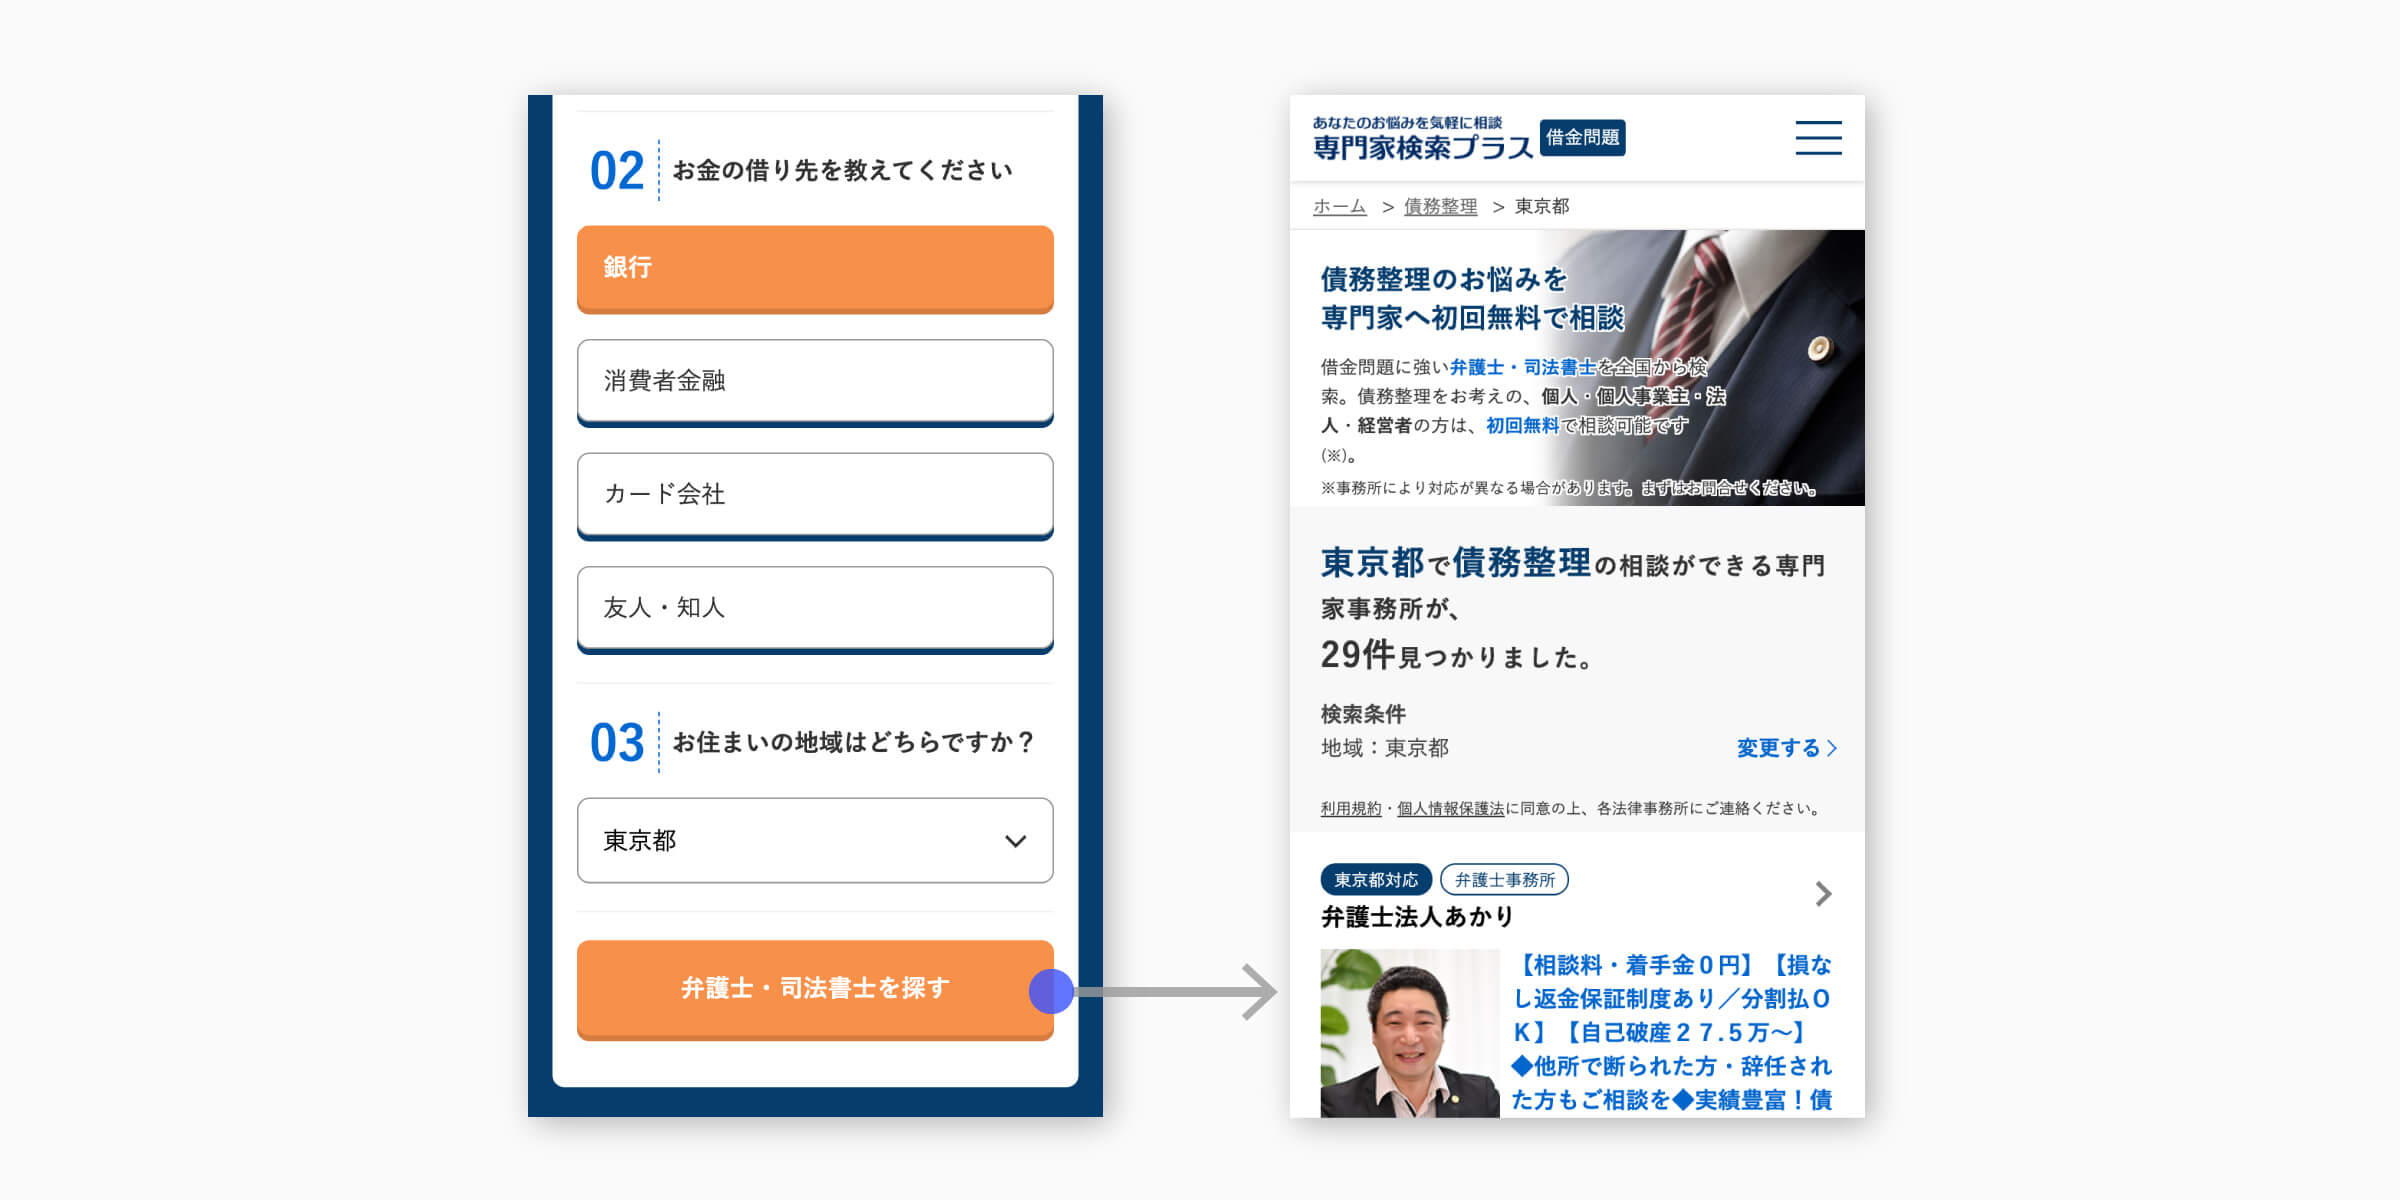 02
お金の借り先を教えてください
銀行
消費者金融
カード会社
友人・知人
03
お住まいの地域はどちらですか？
東京都
弁護士・司法書士を探す
あなたのお悩みを気軽に相談
専門家検索プラス
借金問題
ホーム > 債務整理 > 東京都
債務整理のお悩みを
専門家へ初回無料で相談
借金問題に強い弁護士・司法書士を全国から検
索。債務整理をお考えの、個人・個人事業主・法
人・経営者の方は、初回無料で相談可能です
(※)。
※事務所により対応が異なる場合があります。まずはお問合せください。
東京都で債務整理の相談ができる専門
家事務所が、
29件見つかりました。
検索条件
地域：東京都
変更する
利用規約・個人情報保護法に同意の上、各法律事務所にご連絡ください。
東京都対応
弁護士事務所
弁護士法人あかり
【相談料・着手金０円】【損な
し返金保証制度あり／分割払Ｏ
Ｋ】【自己破産２７.５万〜】
◆他所で断られた方・辞任され
た方もご相談を◆実績豊富！債